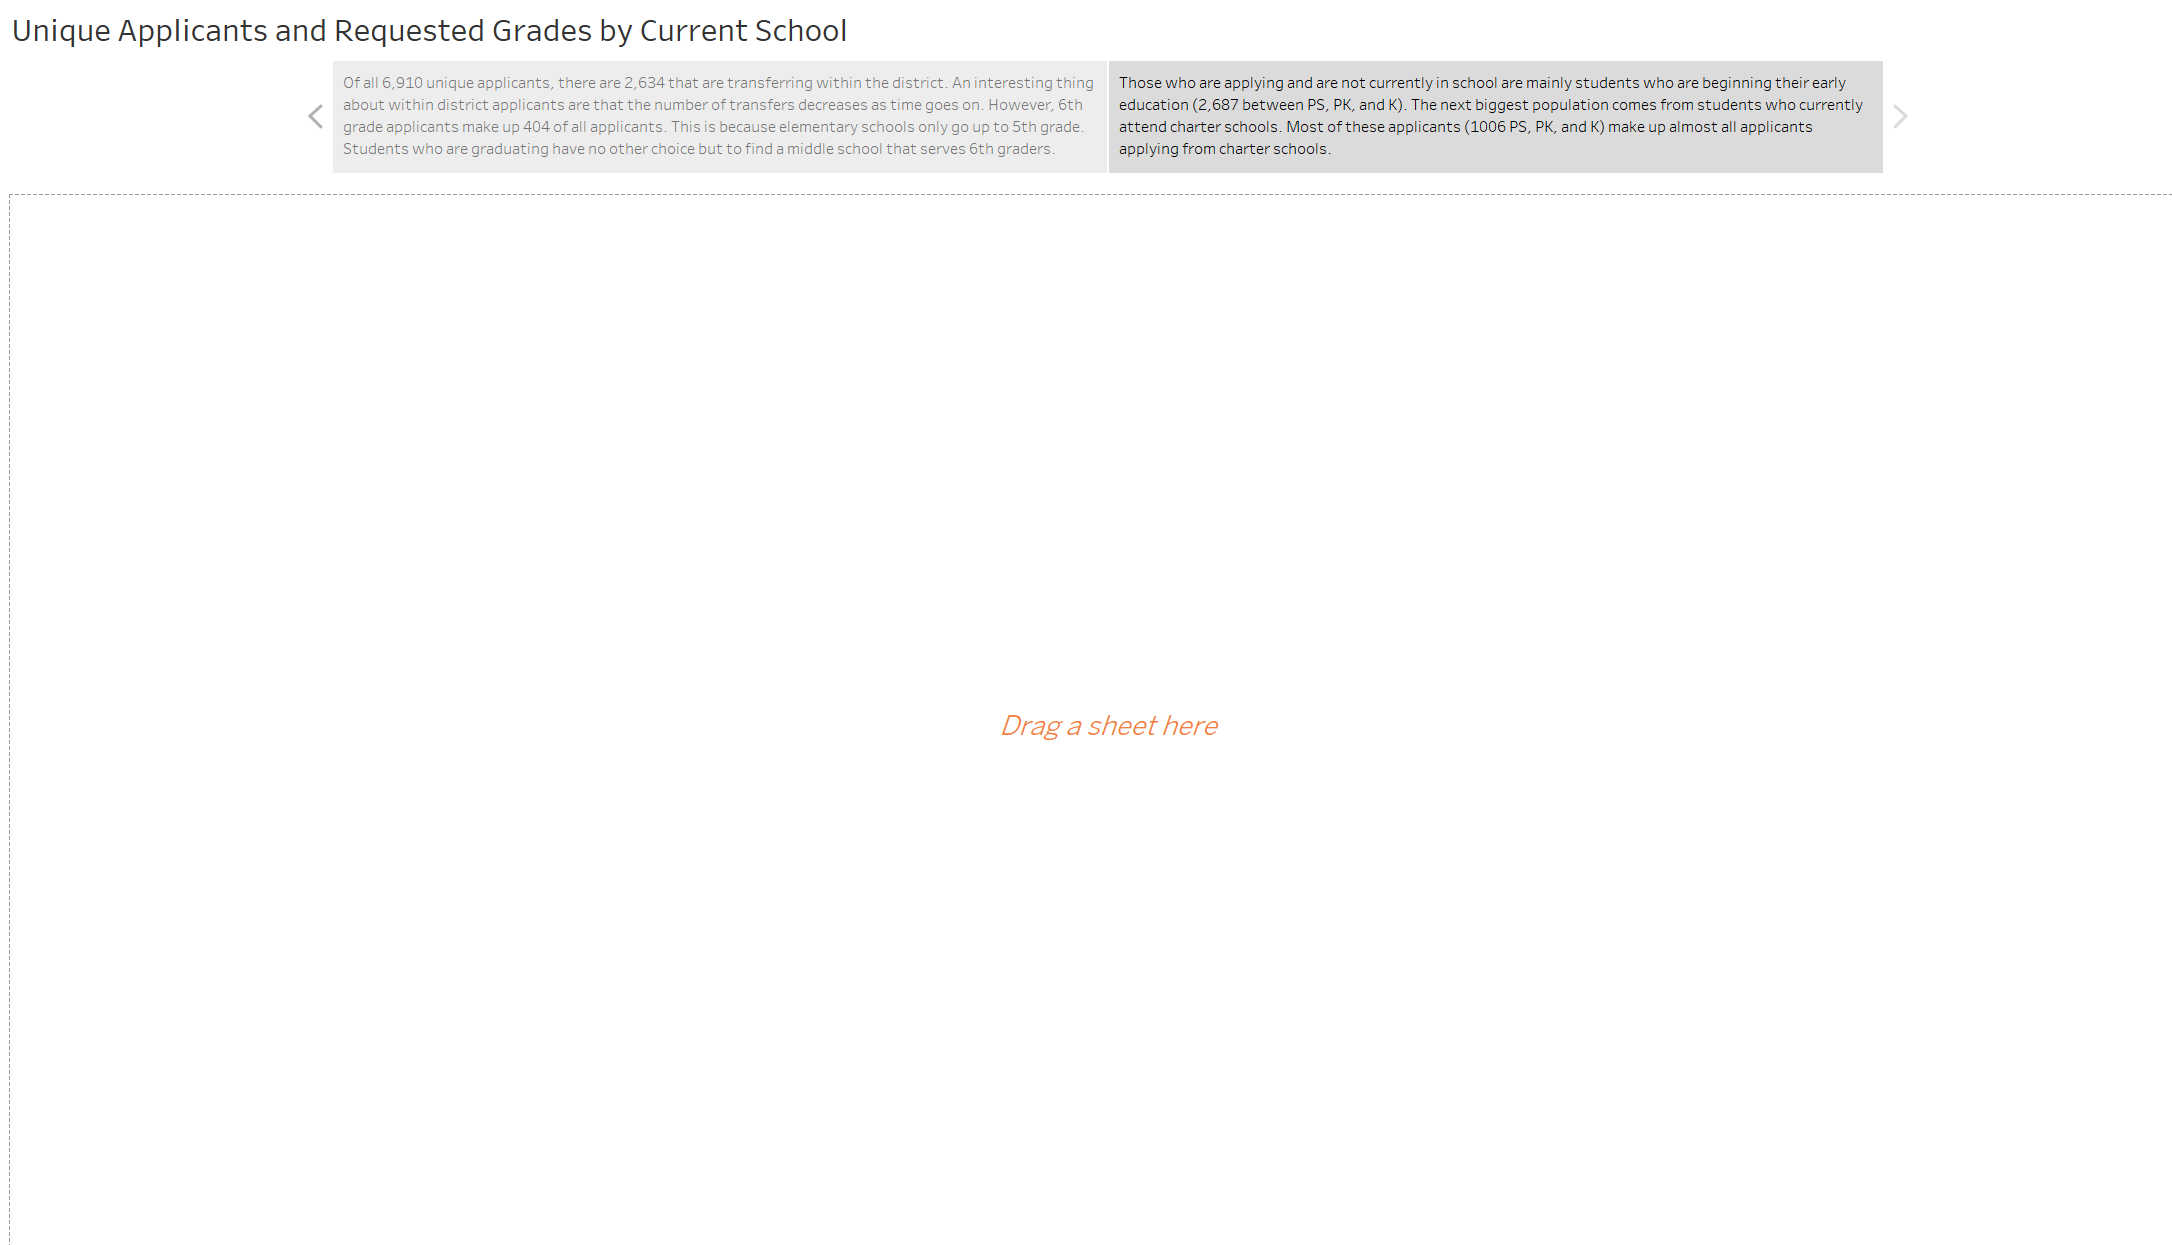 Unique Applicants and Requested Grades by Current School
Of all 6,910 unique applicants, there are 2,634 that are transferring within the district. An interesting thing
about within district applicants are that the number of transfers decreases as time goes on. However, 6th
grade applicants make up 404 of all applicants. This is because elementary schools only go up to 5th grade.
Students who are graduating have no other choice but to find a middle school that serves 6th graders.
Those who are applying and are not currently in school are mainly students who are beginning their early
education (2,687 between PS, PK, and K). The next biggest population comes from students who currently
attend charter schools. Most of these applicants (1006 PS, PK, and K) make up almost all applicants
applying from charter schools.
Drag a sheet here